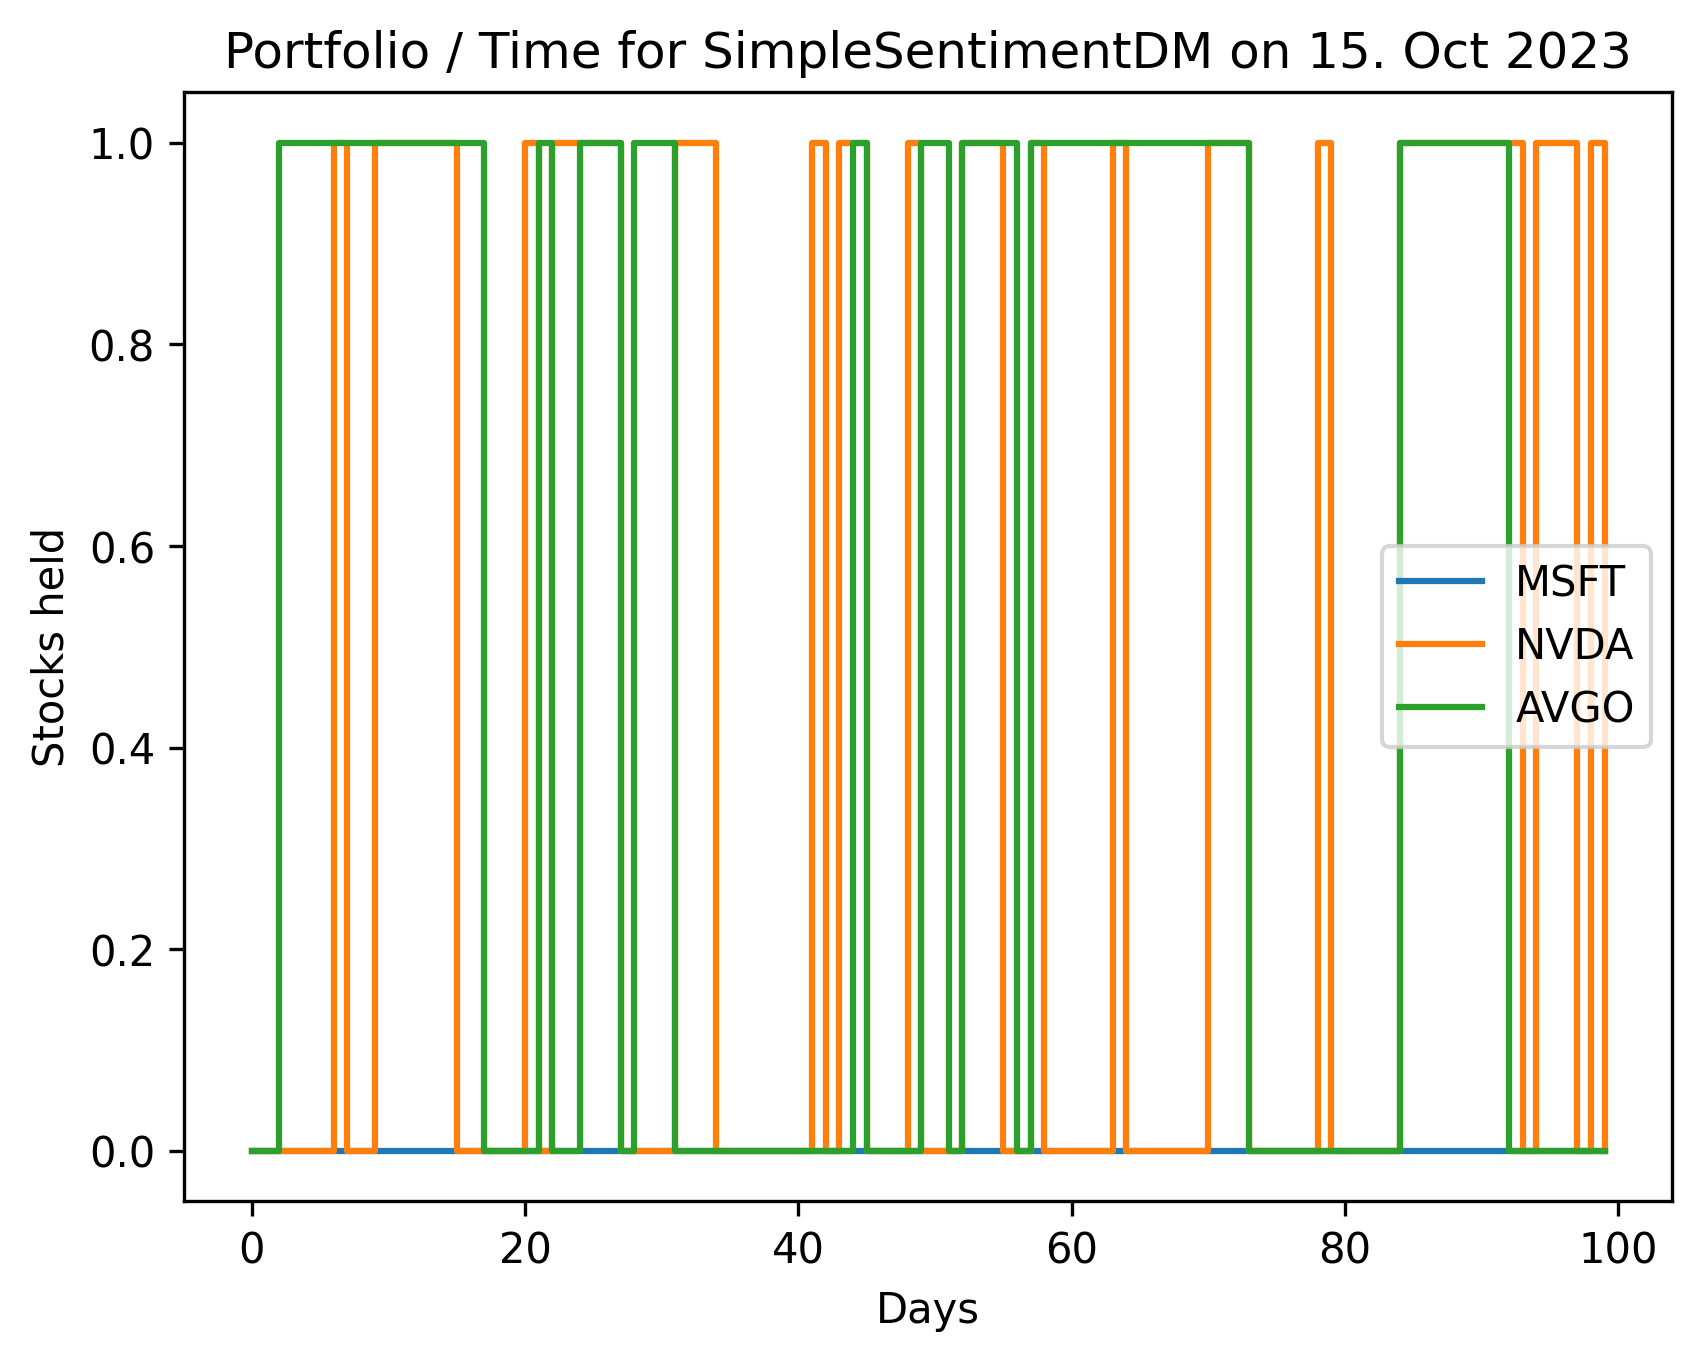 Portfolio / Time for SimpleSentimentDM on 15. Oct 2023
1.0
0.8
0.6
0.4
0.2
0.0
Stocks held
MSFT
NVDA
AVGO
0 20 40 60 80 100
Days